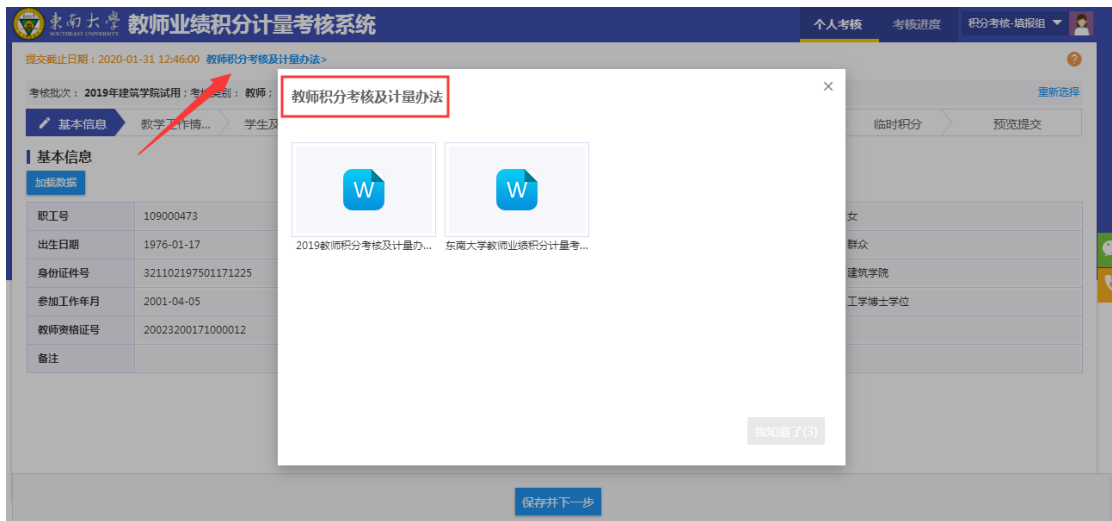 東南大學 教师业绩积分计量考核系统
SOUTHEAST UNIVERSITY
个人考核 考核进度 积分考核-填报组
提交截止日期：2020-01-31 12:46:00 教师积分考核及计量办法>
?
考核批次： 2019年建筑学院试用；考核类别： 教师；
重新选择
教师积分考核及计量办法
×
基本信息 教学工作情... 学生及
临时积分 预览提交
基本信息
加载数据
W W
2019教师积分考核及计量办... 东南大学教师业绩积分计量考...
职工号 109000473 女
出生日期 1976-01-17 群众
身份证件号 321102197501171225 建筑学院
参加工作年月 2001-04-05 工学博士学位
教师资格证号 20023200171000012
备注
我知道了(3)
保存并下一步